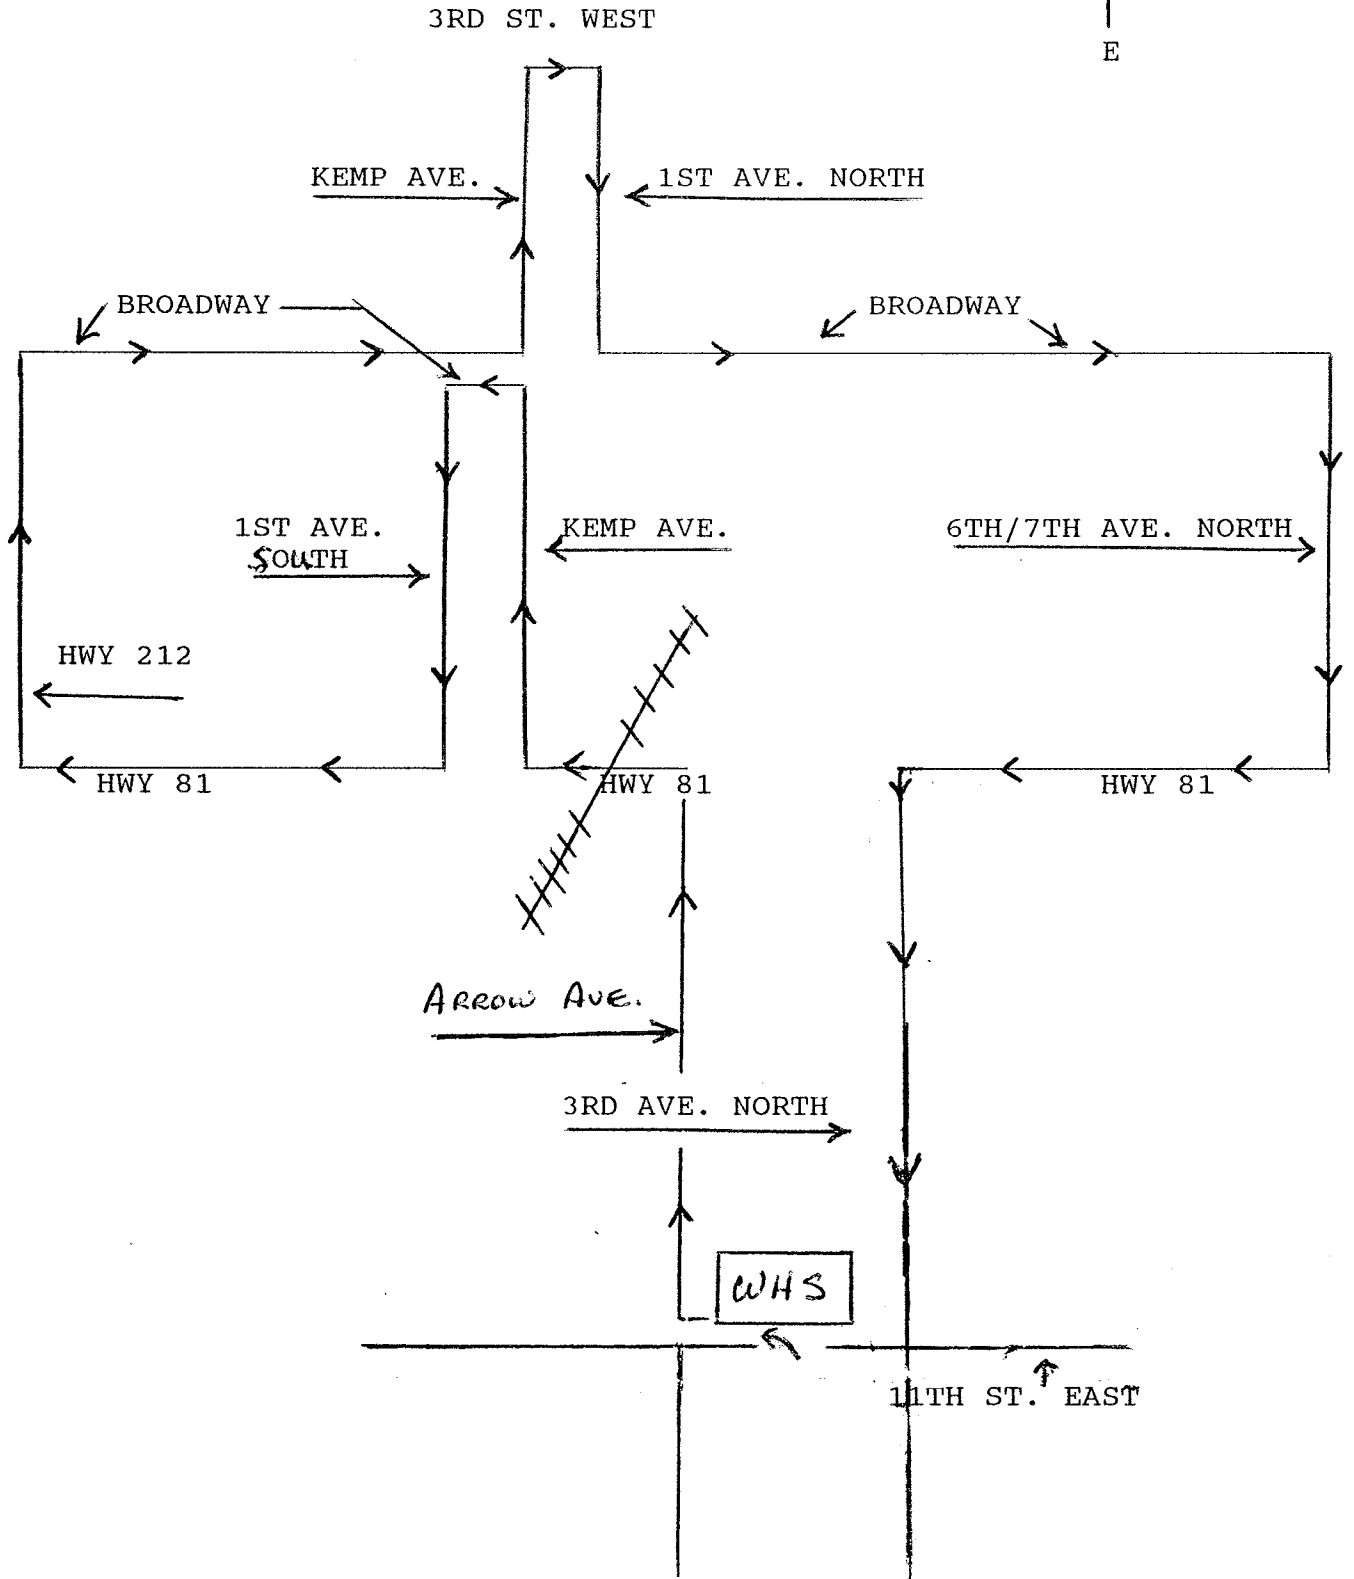 3RD ST. WEST
E
KEMP AVE.
1ST AVE. NORTH
BROADWAY
BROADWAY
1ST AVE.
SOUTH
KEMP AVE.
6TH/7TH AVE. NORTH
HWY 212
HWY 81
HWY 81
HWY 81
ARROW AVE.
3RD AVE. NORTH
WHS
11TH ST. EAST